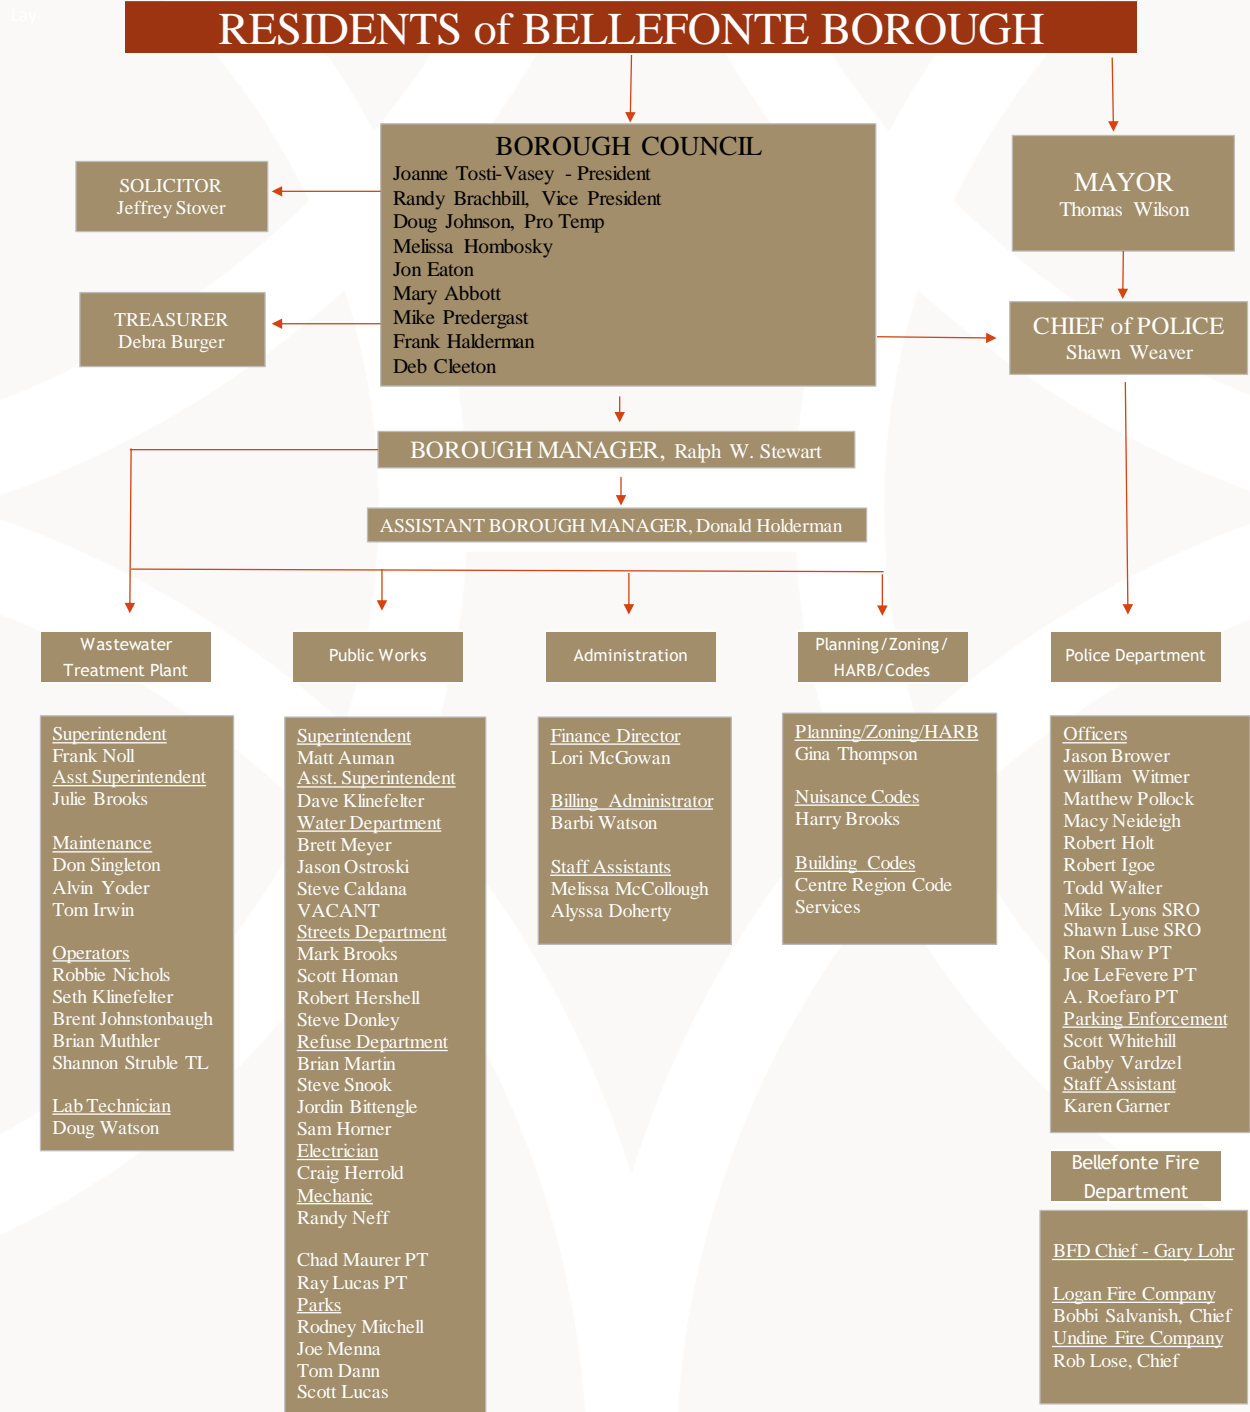 Lay
RESIDENTS of BELLEFONTE BOROUGH
BOROUGH COUNCIL
Joanne Tosti-Vasey - President
Randy Brachbill, Vice President
Doug Johnson, Pro Temp
Melissa Hombosky
Jon Eaton
Mary Abbott
Mike Predergast
Frank Halderman
Deb Cleeton
SOLICITOR
Jeffrey Stover
TREASURER
Debra Burger
MAYOR
Thomas Wilson
CHIEF of POLICE
Shawn Weaver
BOROUGH MANAGER, Ralph W. Stewart
ASSISTANT BOROUGH MANAGER, Donald Holderman
Wastewater
Treatment Plant
Superintendent
Frank Noll
Asst Superintendent
Julie Brooks
Maintenance
Don Singleton
Alvin Yoder
Tom Irwin
Operators
Robbie Nichols
Seth Klinefelter
Brent Johnstonbaugh
Brian Muthler
Shannon Struble TL
Lab Technician
Doug Watson
Public Works
Superintendent
Matt Auman
Asst. Superintendent
Dave Klinefelter
Water Department
Brett Meyer
Jason Ostroski
Steve Caldana
VACANT
Streets Department
Mark Brooks
Scott Homan
Robert Hershell
Steve Donley
Refuse Department
Brian Martin
Steve Snook
Jordin Bittengle
Sam Horner
Electrician
Craig Herrold
Mechanic
Randy Neff
Chad Maurer PT
Ray Lucas PT
Parks
Rodney Mitchell
Joe Menna
Tom Dann
Scott Lucas
Administration
Finance Director
Lori McGowan
Billing Administrator
Barbi Watson
Staff Assistants
Melissa McCollough
Alyssa Doherty
Planning/Zoning/
HARB/Codes
Planning/Zoning/HARB
Gina Thompson
Nuisance Codes
Harry Brooks
Building Codes
Centre Region Code
Services
Police Department
Officers
Jason Brower
William Witmer
Matthew Pollock
Macy Neideigh
Robert Holt
Robert Igoe
Todd Walter
Mike Lyons SRO
Shawn Luse SRO
Ron Shaw PT
Joe LeFevere PT
A. Roefaro PT
Parking Enforcement
Scott Whitehill
Gabby Vardzel
Staff Assistant
Karen Garner
Bellefonte Fire
Department
BFD Chief - Gary Lohr
Logan Fire Company
Bobbi Salvanish, Chief
Undine Fire Company
Rob Lose, Chief